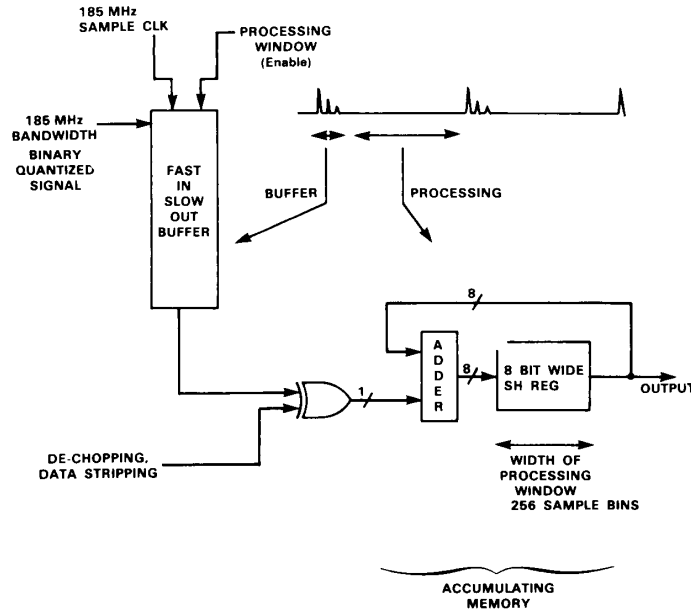 185 MHz
SAMPLE CLK
PROCESSING
WINDOW
(Enable)
185 MHz
BANDWIDTH
BINARY
QUANTIZED
SIGNAL
FAST
IN
SLOW
OUT
BUFFER
BUFFER
PROCESSING
8
A
D
D
E
R
8
8 BIT WIDE
SH REG
OUTPUT
1
DE-CHOPPING,
DATA STRIPPING
WIDTH OF
PROCESSING
WINDOW
256 SAMPLE BINS
ACCUMULATING
MEMORY